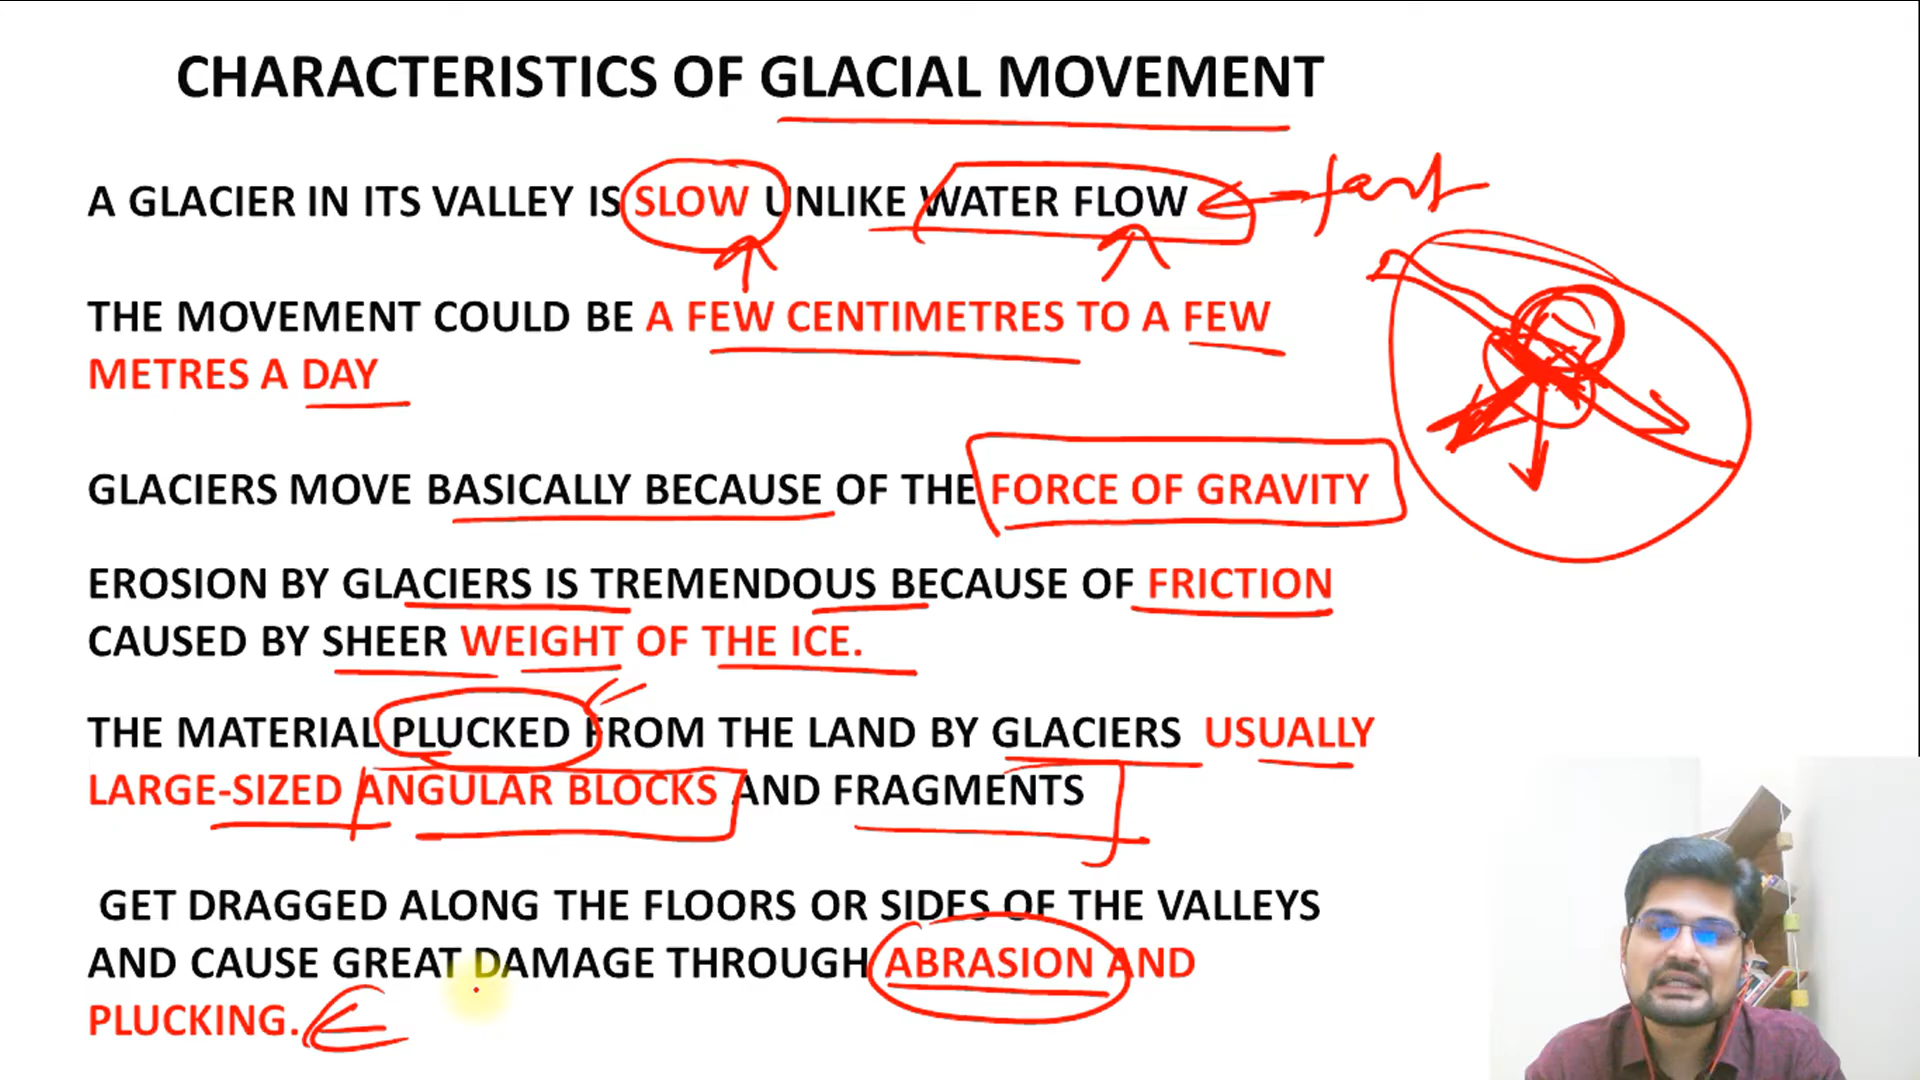 CHARACTERISTICS OF GLACIAL MOVEMENT
A GLACIER IN ITS VALLEY IS SLOW UNLIKE WATER FLOW fast
THE MOVEMENT COULD BE A FEW CENTIMETRES TO A FEW
METRES A DAY
GLACIERS MOVE BASICALLY BECAUSE OF THE FORCE OF GRAVITY
EROSION BY GLACIERS IS TREMENDOUS BECAUSE OF FRICTION
CAUSED BY SHEER WEIGHT OF THE ICE.
THE MATERIAL PLUCKED FROM THE LAND BY GLACIERS USUALLY
LARGE-SIZED ANGULAR BLOCKS AND FRAGMENTS
GET DRAGGED ALONG THE FLOORS OR SIDES OF THE VALLEYS
AND CAUSE GREAT DAMAGE THROUGH ABRASION AND
PLUCKING.